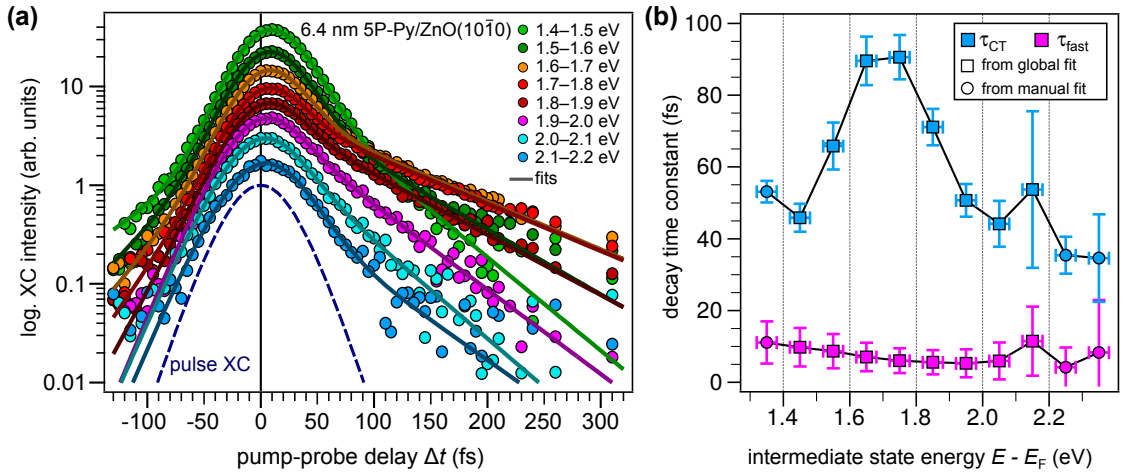 (a)
6.4 nm 5P-Py/ZnO(101̄0)
1.4–1.5 eV
1.5–1.6 eV
1.6–1.7 eV
1.7–1.8 eV
1.8–1.9 eV
1.9–2.0 eV
2.0–2.1 eV
2.1–2.2 eV
fits
pulse XC
log. XC intensity (arb. units)
10
1
0.1
0.01
-100 -50 0 50 100 150 200 250 300
pump-probe delay Δt (fs)
(b)
τCT τfast
from global fit
from manual fit
decay time constant (fs)
100
80
60
40
20
0
1.4 1.6 1.8 2.0 2.2
intermediate state energy E - EF (eV)